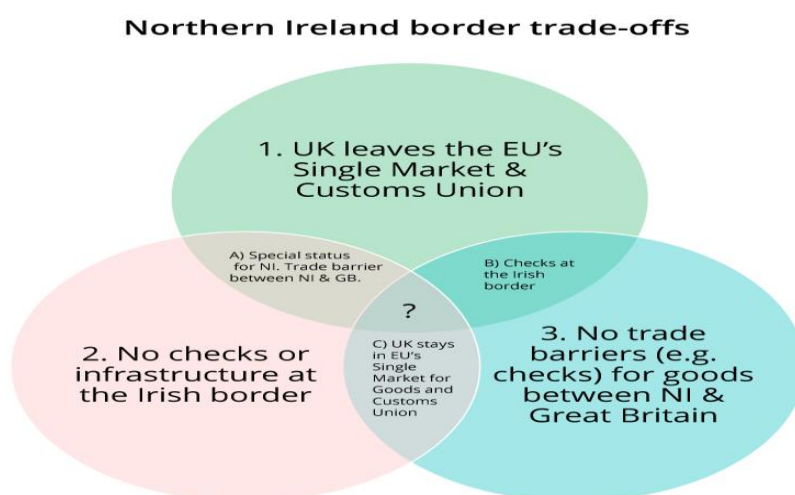 Northern Ireland border trade-offs
1. UK leaves the EU's
Single Market &
Customs Union
A) Special status
for NI. Trade barrier
between NI & GB.
B) Checks at
the Irish
border
?
2. No checks or
infrastructure at
the Irish border
C) UK stays
in EU's
Single
Market for
Goods and
Customs
Union
3. No trade
barriers (e.g.
checks) for goods
between NI &
Great Britain